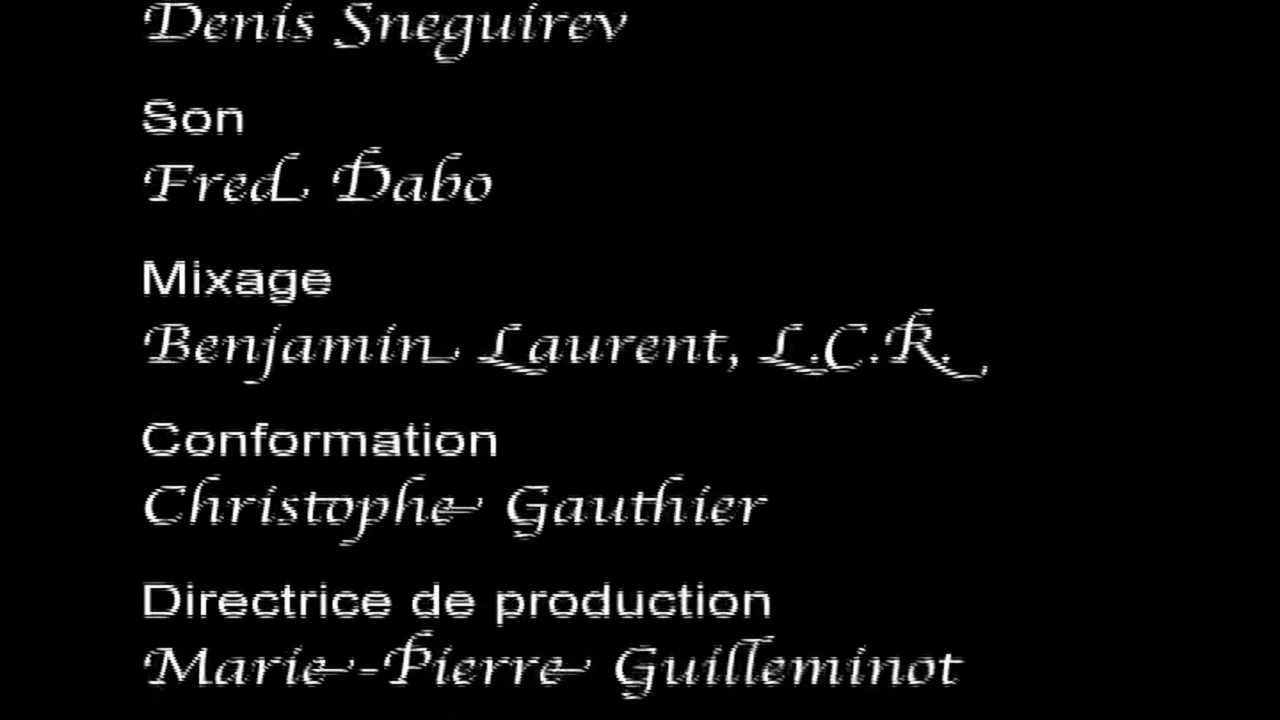 Denis Sneguirev
Son
Fred Dabo
Mixage
Benjamin Laurent, L.C.R.
Conformation
Christophe Gauthier
Directrice de production
Marie-Pierre Guilleminot